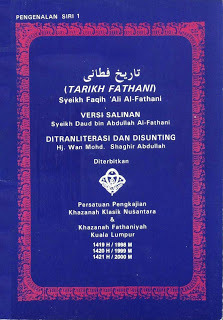 PENGENALAN SIRI 1
تاريخ فطاني
(TARIKH FATHANI)
Syeikh Faqih 'Ali Al-Fathani
VERSI SALINAN
Syeikh Daud bin Abdullah Al-Fathani
DITRANLITERASI DAN DISUNTING
Hj. Wan Mohd. Shaghir Abdullah
Diterbitkan
Persatuan Pengkajian
Khazanah Klasik Nusantara
&
Khazanah Fathaniyah
Kuala Lumpur
1419 H / 1998 M
1420 H / 1999 M
1421 H / 2000 M